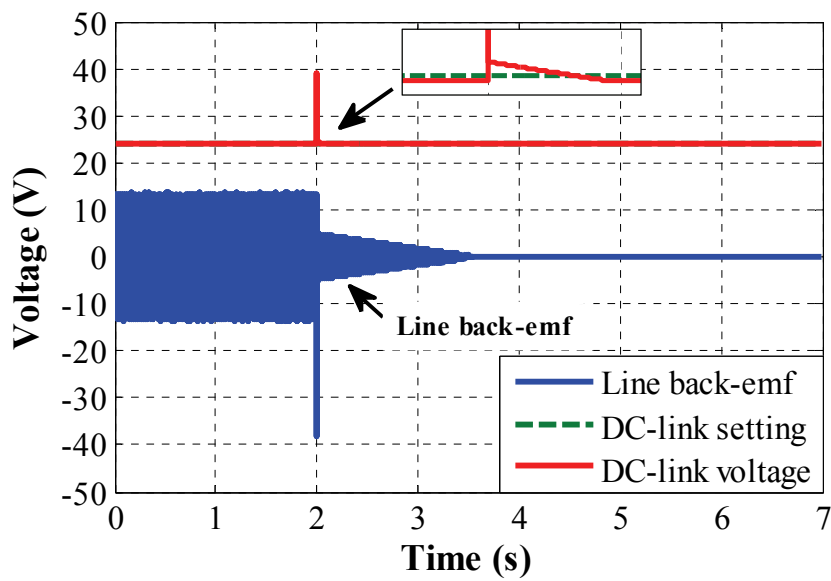 50
40
30
20
10
0
-10
-20
-30
-40
-50
Voltage (V)
Line back-emf
Line back-emf
DC-link setting
DC-link voltage
0 1 2 3 4 5 6 7
Time (s)